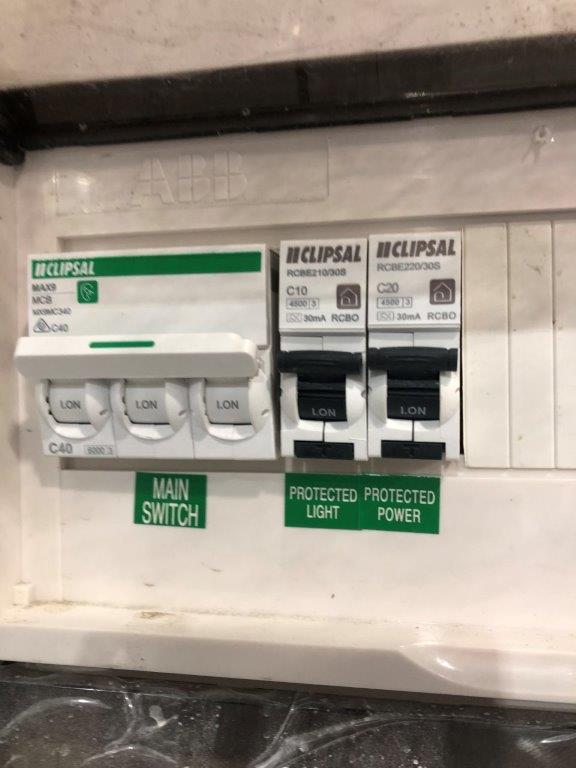 ABB
CLIPSAL
MAX9
MCB
MX9MC340
C40
I.ON
I.ON
I.ON
C40
6000 3
CLIPSAL
RCBE210/30S
C10
4500 3
30mA RCBO
I.ON
CLIPSAL
RCBE220/30S
C20
4500 3
30mA RCBO
I.ON
MAIN
SWITCH
PROTECTED
LIGHT
PROTECTED
POWER